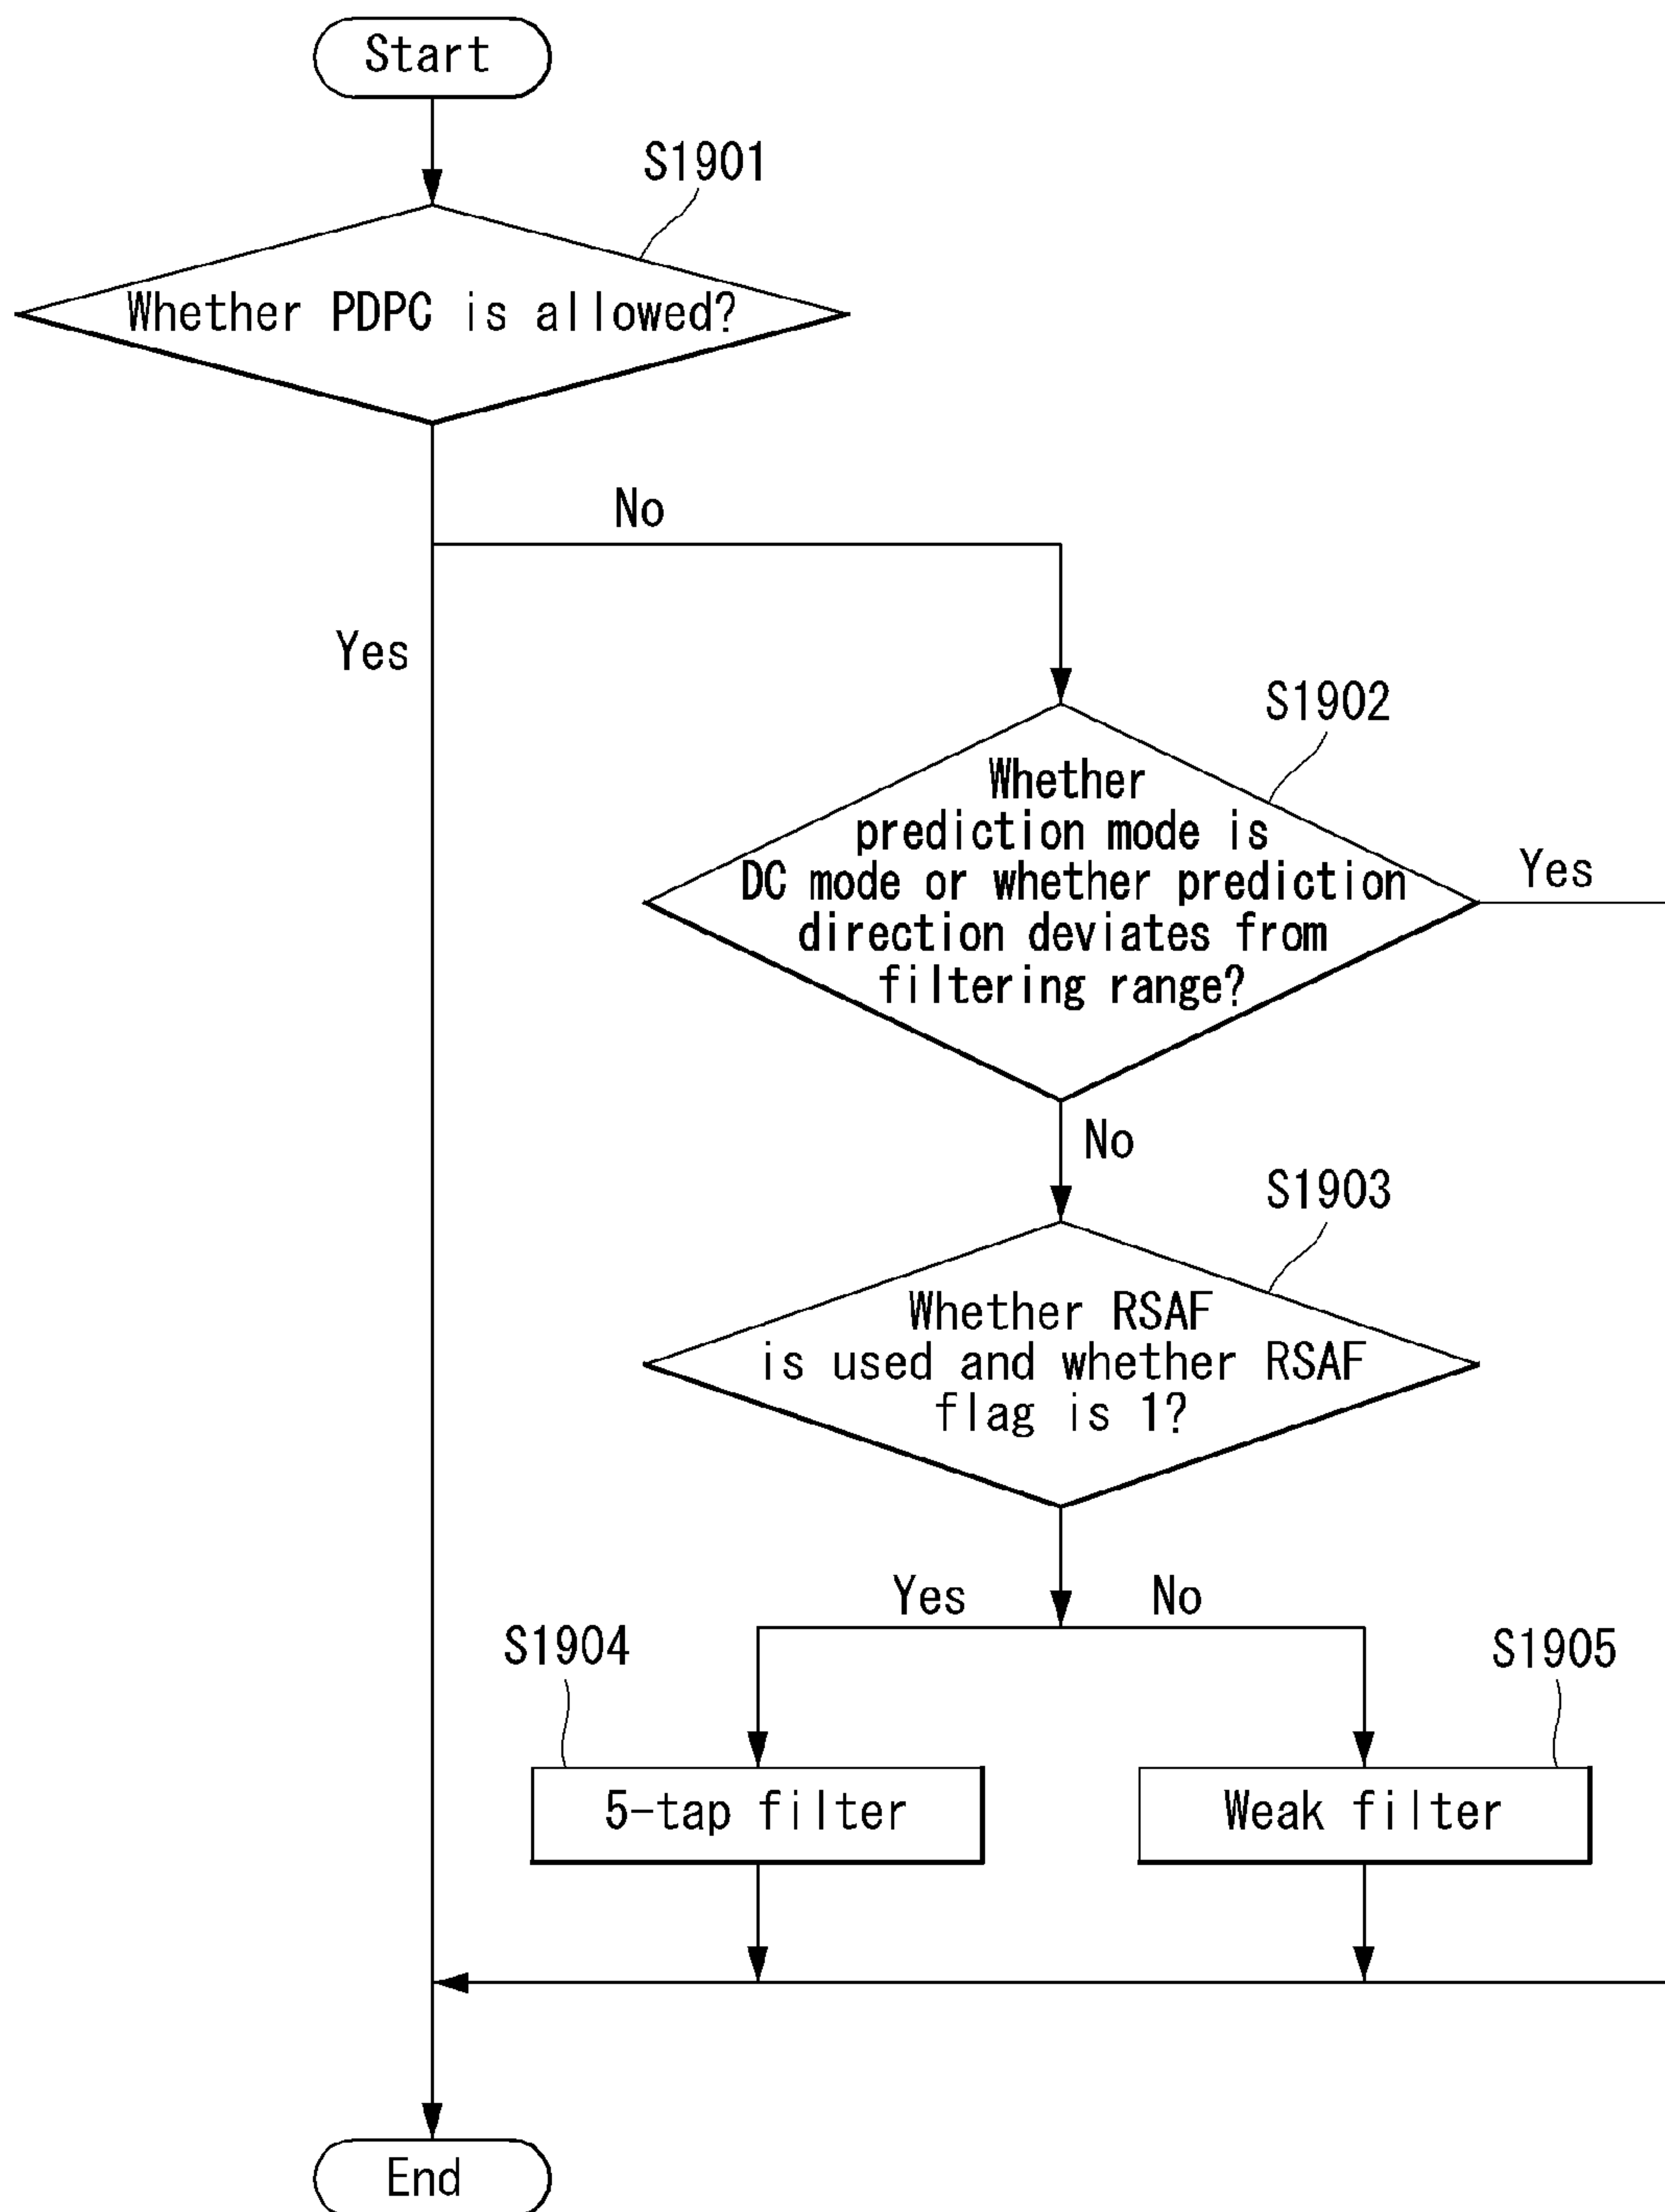 Start
S1901
Whether PDPC is allowed?
No
Yes
S1902
Whether
prediction mode is
DC mode or whether prediction
direction deviates from
filtering range?
Yes
No
S1903
Whether RSAF
is used and whether RSAF
flag is 1?
Yes
No
S1904
S1905
5-tap filter
Weak filter
End